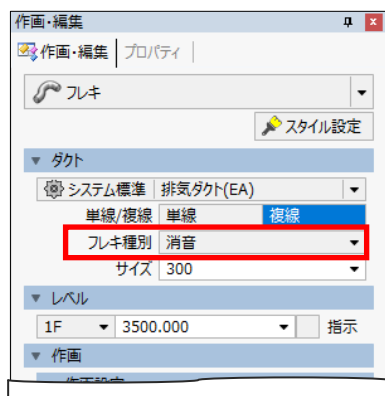 作画・編集
作画・編集 プロパティ
フレキ
スタイル設定
ダクト
システム標準 排気ダクト(EA)
単線/複線 単線 複線
フレキ種別 消音
サイズ 300
レベル
1F 3500.000 指示
作画